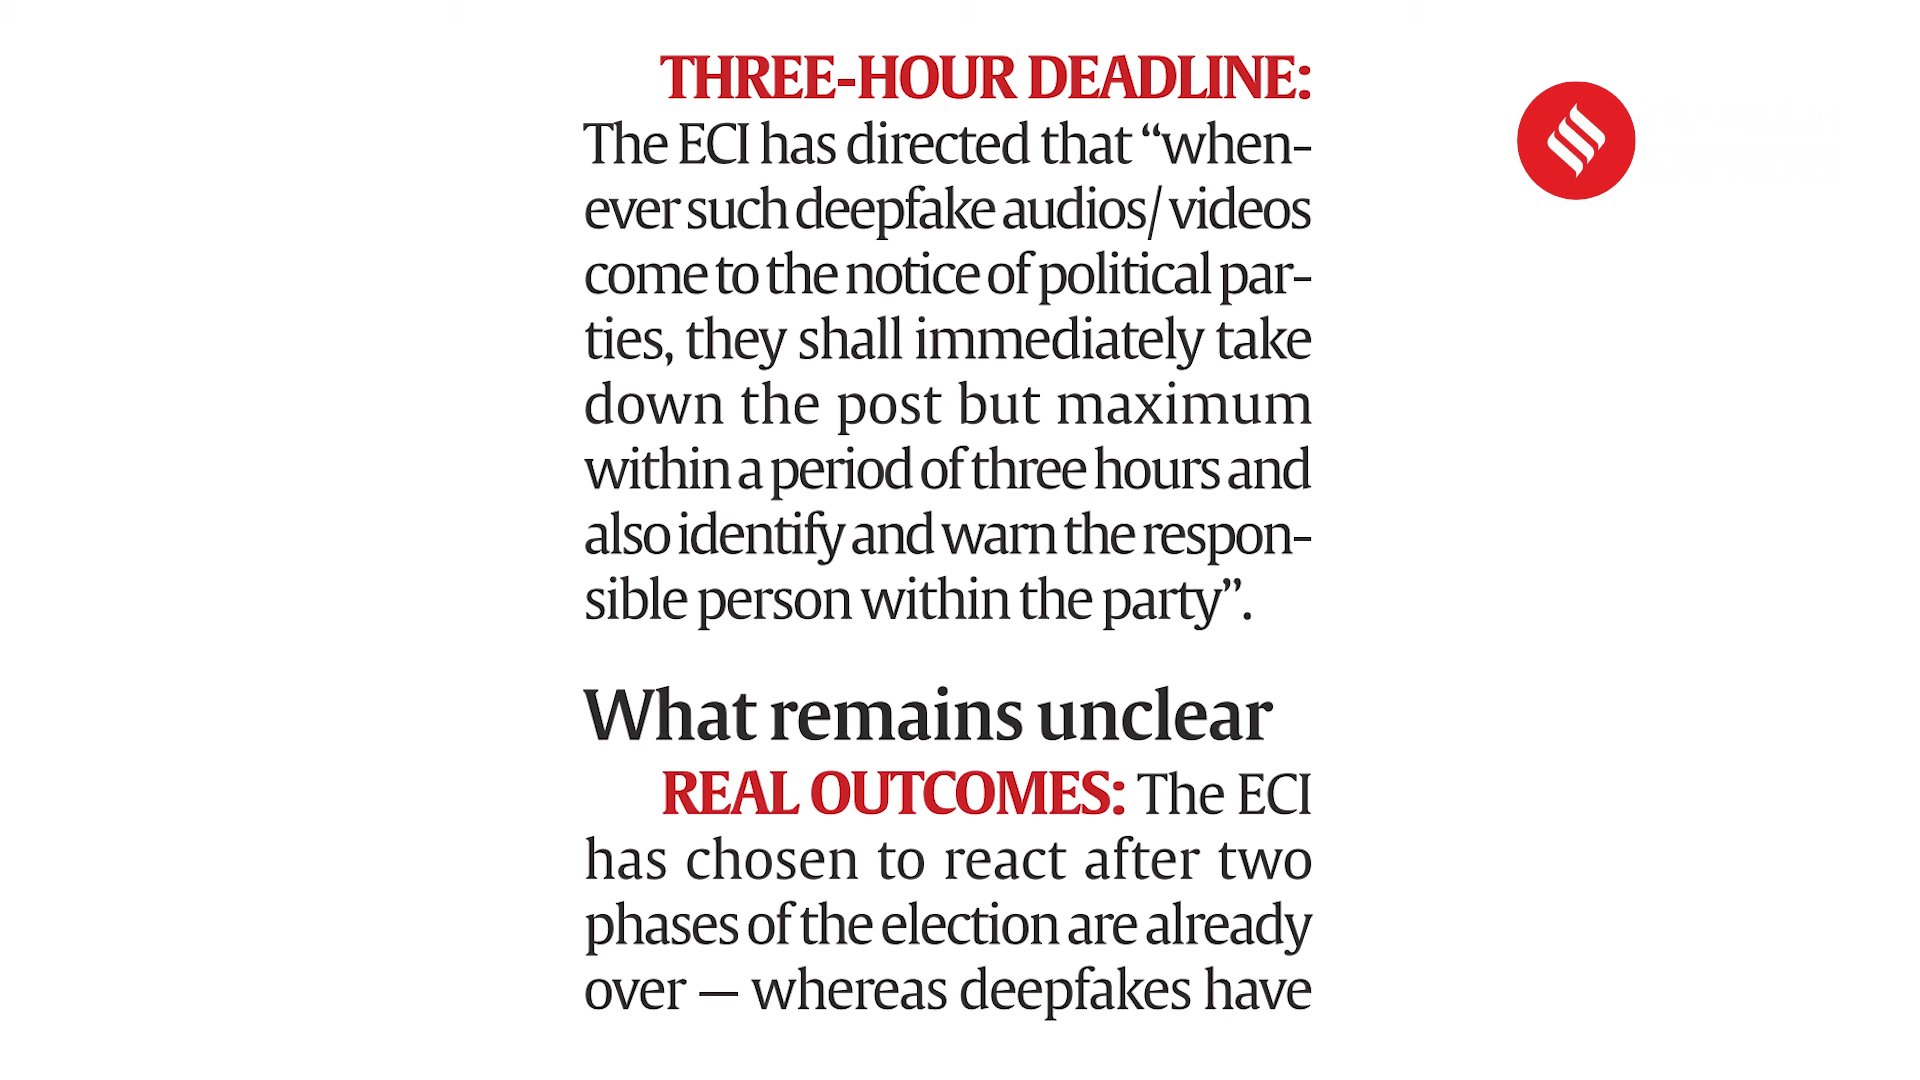 THREE-HOUR DEADLINE:
The ECI has directed that “when-
ever such deepfake audios/ videos
come to the notice of political par-
ties, they shall immediately take
down the post but maximum
within a period of three hours and
also identify and warn the respon-
sible person within the party”.
What remains unclear
REAL OUTCOMES: The ECI
has chosen to react after two
phases of the election are already
over — whereas deepfakes have